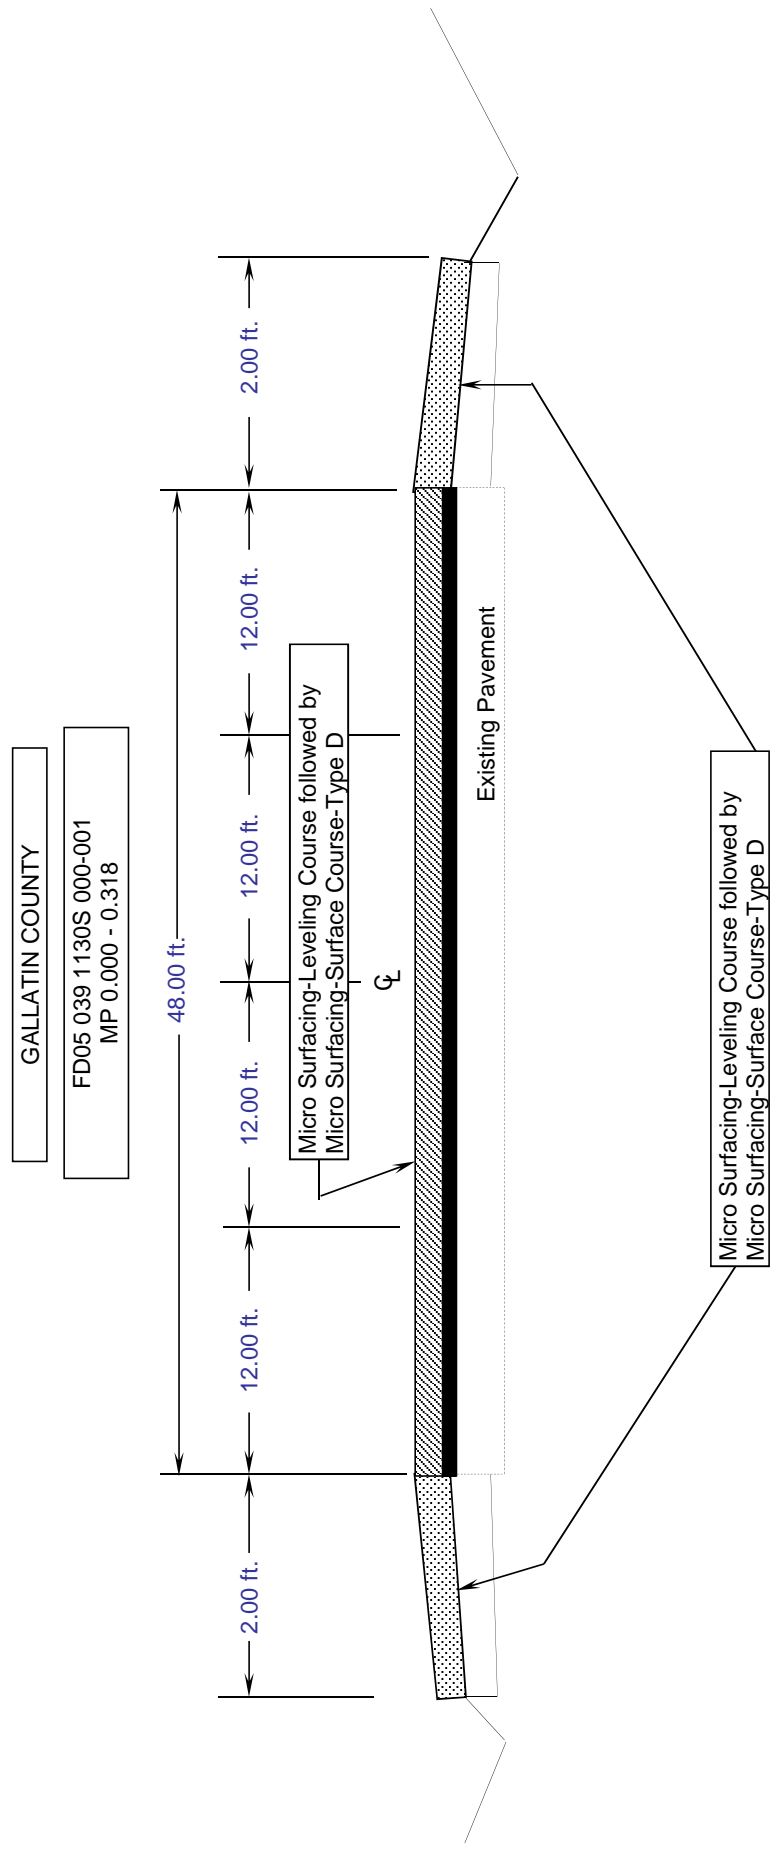 GALLATIN COUNTY
FD05 039 1130S 000-001
MP 0.000 - 0.318
48.00 ft.
2.00 ft.
12.00 ft.
12.00 ft.
12.00 ft.
12.00 ft.
2.00 ft.
Micro Surfacing-Leveling Course followed by
Micro Surfacing-Surface Course-Type D
CL
Existing Pavement
Micro Surfacing-Leveling Course followed by
Micro Surfacing-Surface Course-Type D